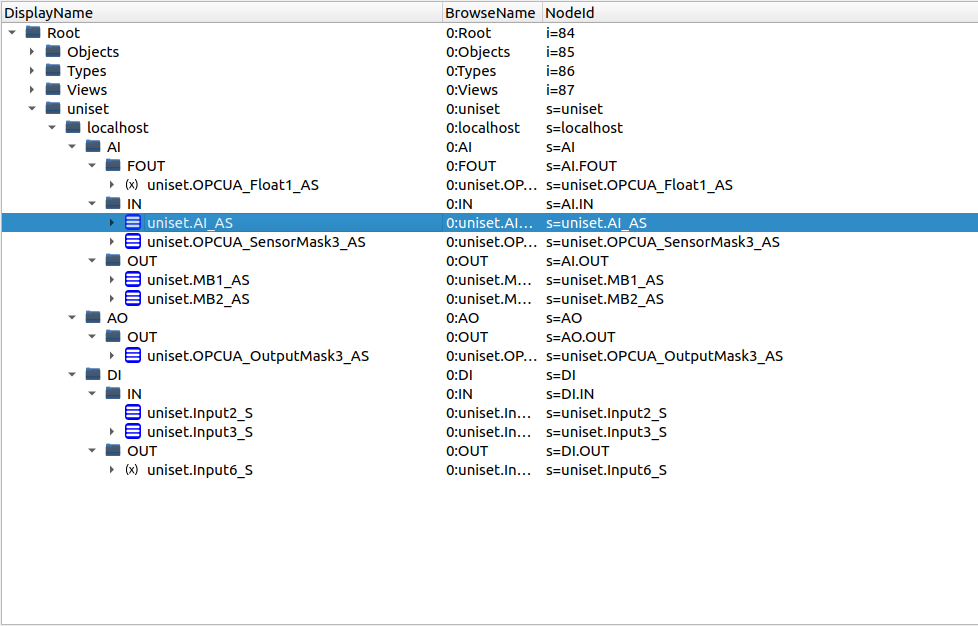 DisplayName BrowseName NodeId
Root 0:Root i=84
Objects 0:Objects i=85
Types 0:Types i=86
Views 0:Views i=87
uniset 0:uniset s=uniset
localhost 0:localhost s=localhost
AI 0:AI s=AI
FOUT 0:FOUT s=AI.FOUT
(x) uniset.OPCUA_Float1_AS 0:uniset.OP... s=uniset.OPCUA_Float1_AS
IN 0:IN s=AI.IN
uniset.AI_AS 0:uniset.AI... s=uniset.AI_AS
uniset.OPCUA_SensorMask3_AS 0:uniset.OP... s=uniset.OPCUA_SensorMask3_AS
OUT 0:OUT s=AI.OUT
uniset.MB1_AS 0:uniset.M... s=uniset.MB1_AS
uniset.MB2_AS 0:uniset.M... s=uniset.MB2_AS
AO 0:AO s=AO
OUT 0:OUT s=AO.OUT
uniset.OPCUA_OutputMask3_AS 0:uniset.OP... s=uniset.OPCUA_OutputMask3_AS
DI 0:DI s=DI
IN 0:IN s=DI.IN
uniset.Input2_S 0:uniset.In... s=uniset.Input2_S
uniset.Input3_S 0:uniset.In... s=uniset.Input3_S
OUT 0:OUT s=DI.OUT
(x) uniset.Input6_S 0:uniset.In... s=uniset.Input6_S